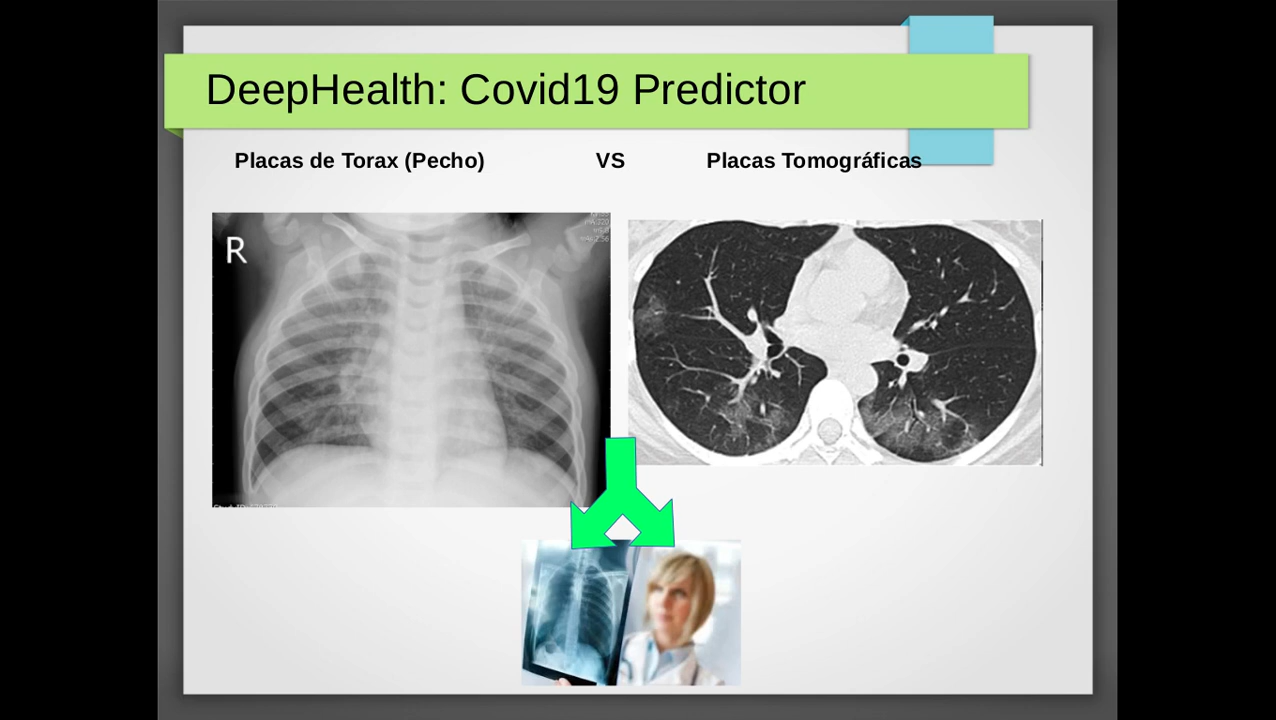 DeepHealth: Covid19 Predictor
Placas de Torax (Pecho) VS Placas Tomográficas
R